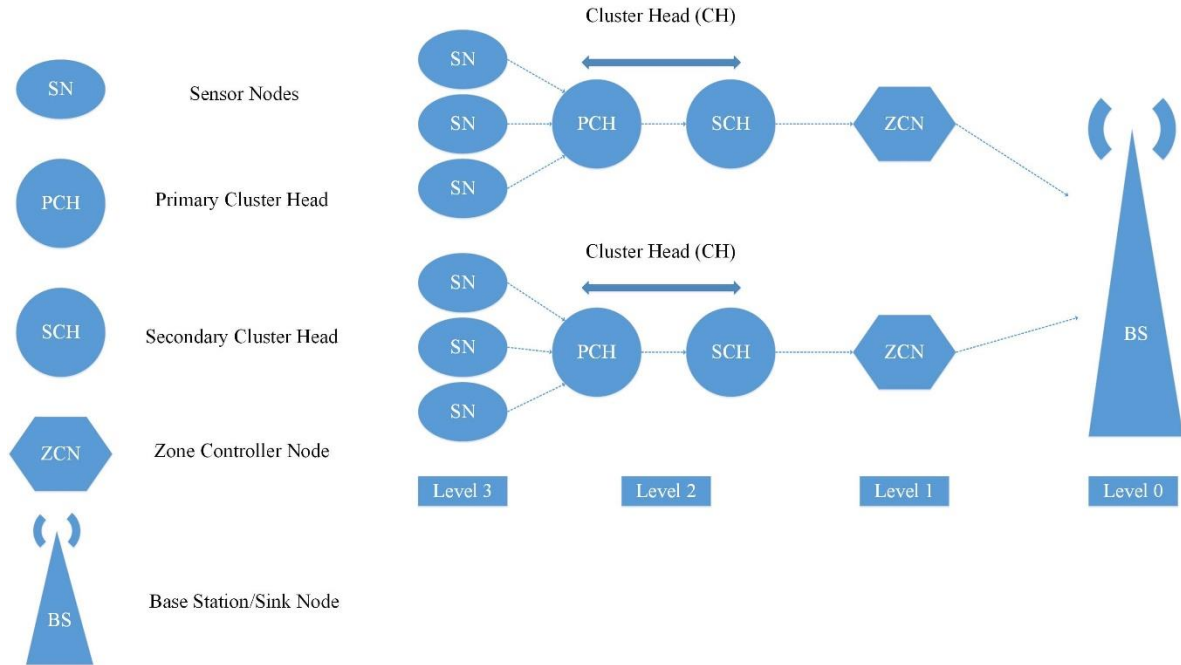 SN
Sensor Nodes
PCH
Primary Cluster Head
SCH
Secondary Cluster Head
ZCN
Zone Controller Node
BS
Base Station/Sink Node
Cluster Head (CH)
SN
SN
SN
PCH
SCH
ZCN
Cluster Head (CH)
SN
SN
SN
PCH
SCH
ZCN
BS
Level 3
Level 2
Level 1
Level 0